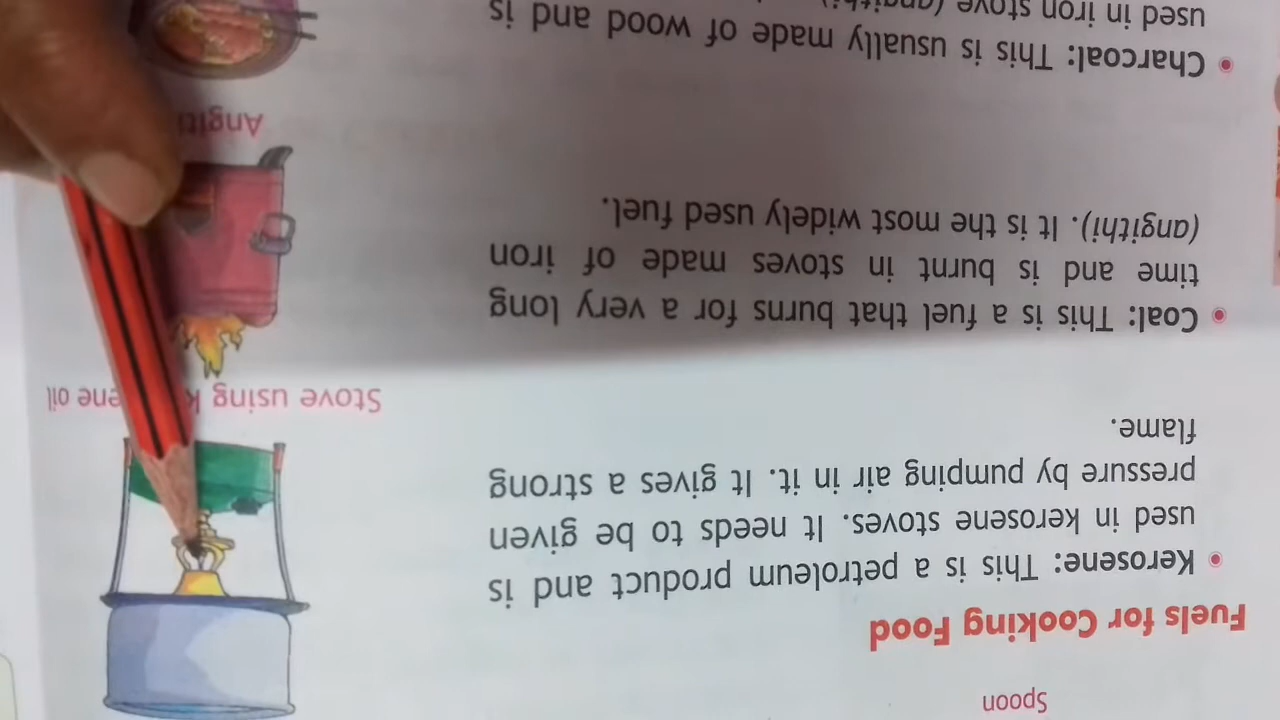 Spoon
Fuels for Cooking Food
• Kerosene: This is a petroleum product and is
used in kerosene stoves. It needs to be given
pressure by pumping air in it. It gives a strong
flame.
Stove using k ene oil
• Coal: This is a fuel that burns for a very long
time and is burnt in stoves made of iron
(angithi). It is the most widely used fuel.
Angithi
• Charcoal: This is usually made of wood and is
used in iron stove (angithi)